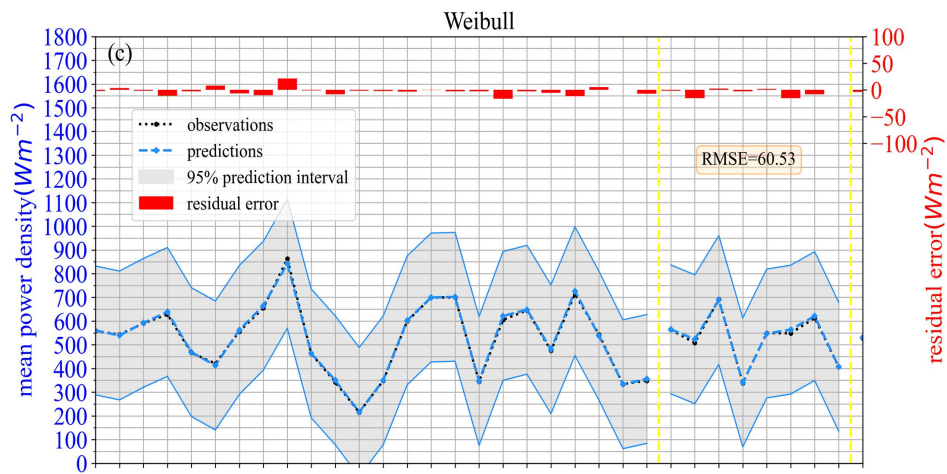 Weibull
(c)
mean power density(Wm⁻²)
1800
1700
1600
1500
1400
1300
1200
1100
1000
900
800
700
600
500
400
300
200
100
0
observations
predictions
95% prediction interval
residual error
RMSE=60.53
100
50
0
−50
−100
residual error(Wm⁻²)